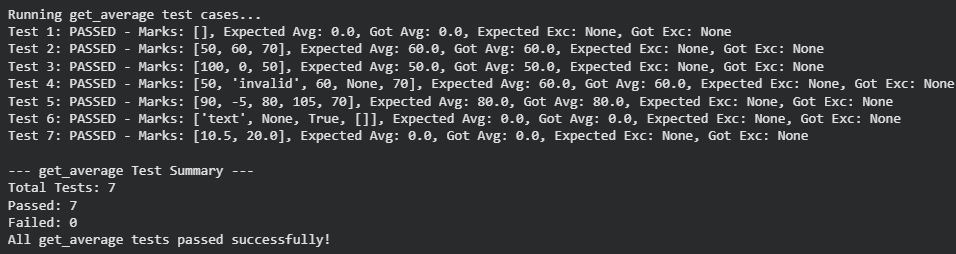 Running get_average test cases...
Test 1: PASSED - Marks: [], Expected Avg: 0.0, Got Avg: 0.0, Expected Exc: None, Got Exc: None
Test 2: PASSED - Marks: [50, 60, 70], Expected Avg: 60.0, Got Avg: 60.0, Expected Exc: None, Got Exc: None
Test 3: PASSED - Marks: [100, 0, 50], Expected Avg: 50.0, Got Avg: 50.0, Expected Exc: None, Got Exc: None
Test 4: PASSED - Marks: [50, 'invalid', 60, None, 70], Expected Avg: 60.0, Got Avg: 60.0, Expected Exc: None, Got Exc: None
Test 5: PASSED - Marks: [90, -5, 80, 105, 70], Expected Avg: 80.0, Got Avg: 80.0, Expected Exc: None, Got Exc: None
Test 6: PASSED - Marks: ['text', None, True, []], Expected Avg: 0.0, Got Avg: 0.0, Expected Exc: None, Got Exc: None
Test 7: PASSED - Marks: [10.5, 20.0], Expected Avg: 0.0, Got Avg: 0.0, Expected Exc: None, Got Exc: None
--- get_average Test Summary ---
Total Tests: 7
Passed: 7
Failed: 0
All get_average tests passed successfully!